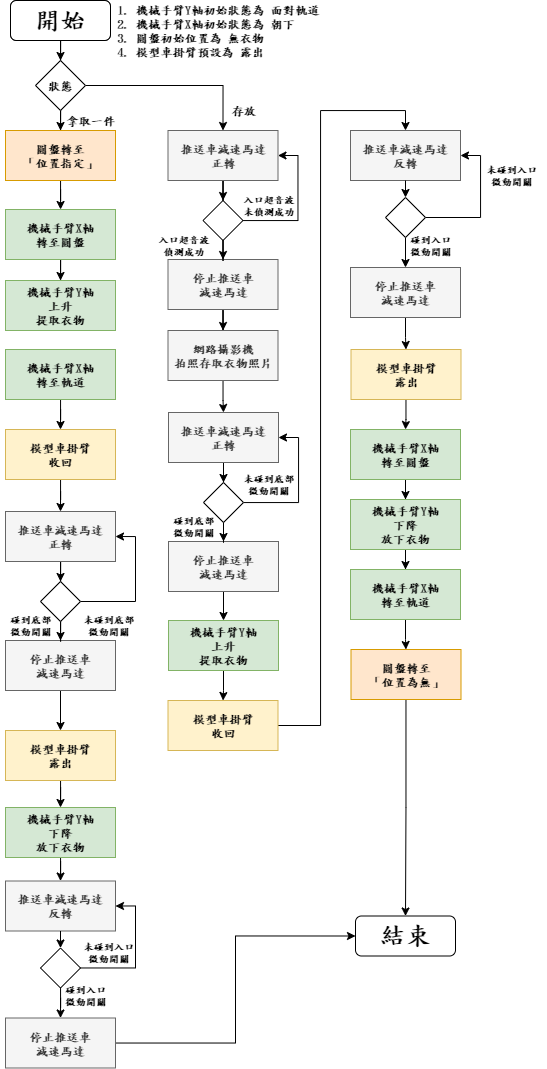 開始
1. 機械手臂Y軸初始狀態為 面對軌道
2. 機械手臂X軸初始狀態為 朝下
3. 圓盤初始位置為 無衣物
4. 模型車掛臂預設為 露出
狀態
拿取一件
存放
圓盤轉至
「位置指定」
機械手臂X軸
轉至圓盤
機械手臂Y軸
上升
提取衣物
機械手臂X軸
轉至軌道
模型車掛臂
收回
推送車減速馬達
正轉
碰到底部
微動開關
未碰到底部
微動開關
停止推送車
減速馬達
模型車掛臂
露出
機械手臂Y軸
下降
放下衣物
推送車減速馬達
反轉
未碰到入口
微動開關
碰到入口
微動開關
停止推送車
減速馬達
推送車減速馬達
正轉
入口超音波
未偵測成功
入口超音波
偵測成功
停止推送車
減速馬達
網路攝影機
拍照存取衣物照片
推送車減速馬達
正轉
未碰到底部
微動開關
碰到底部
微動開關
停止推送車
減速馬達
機械手臂Y軸
上升
提取衣物
模型車掛臂
收回
推送車減速馬達
反轉
未碰到入口
微動開關
碰到入口
微動開關
停止推送車
減速馬達
模型車掛臂
露出
機械手臂X軸
轉至圓盤
機械手臂Y軸
下降
放下衣物
機械手臂X軸
轉至軌道
圓盤轉至
「位置為無」
結束